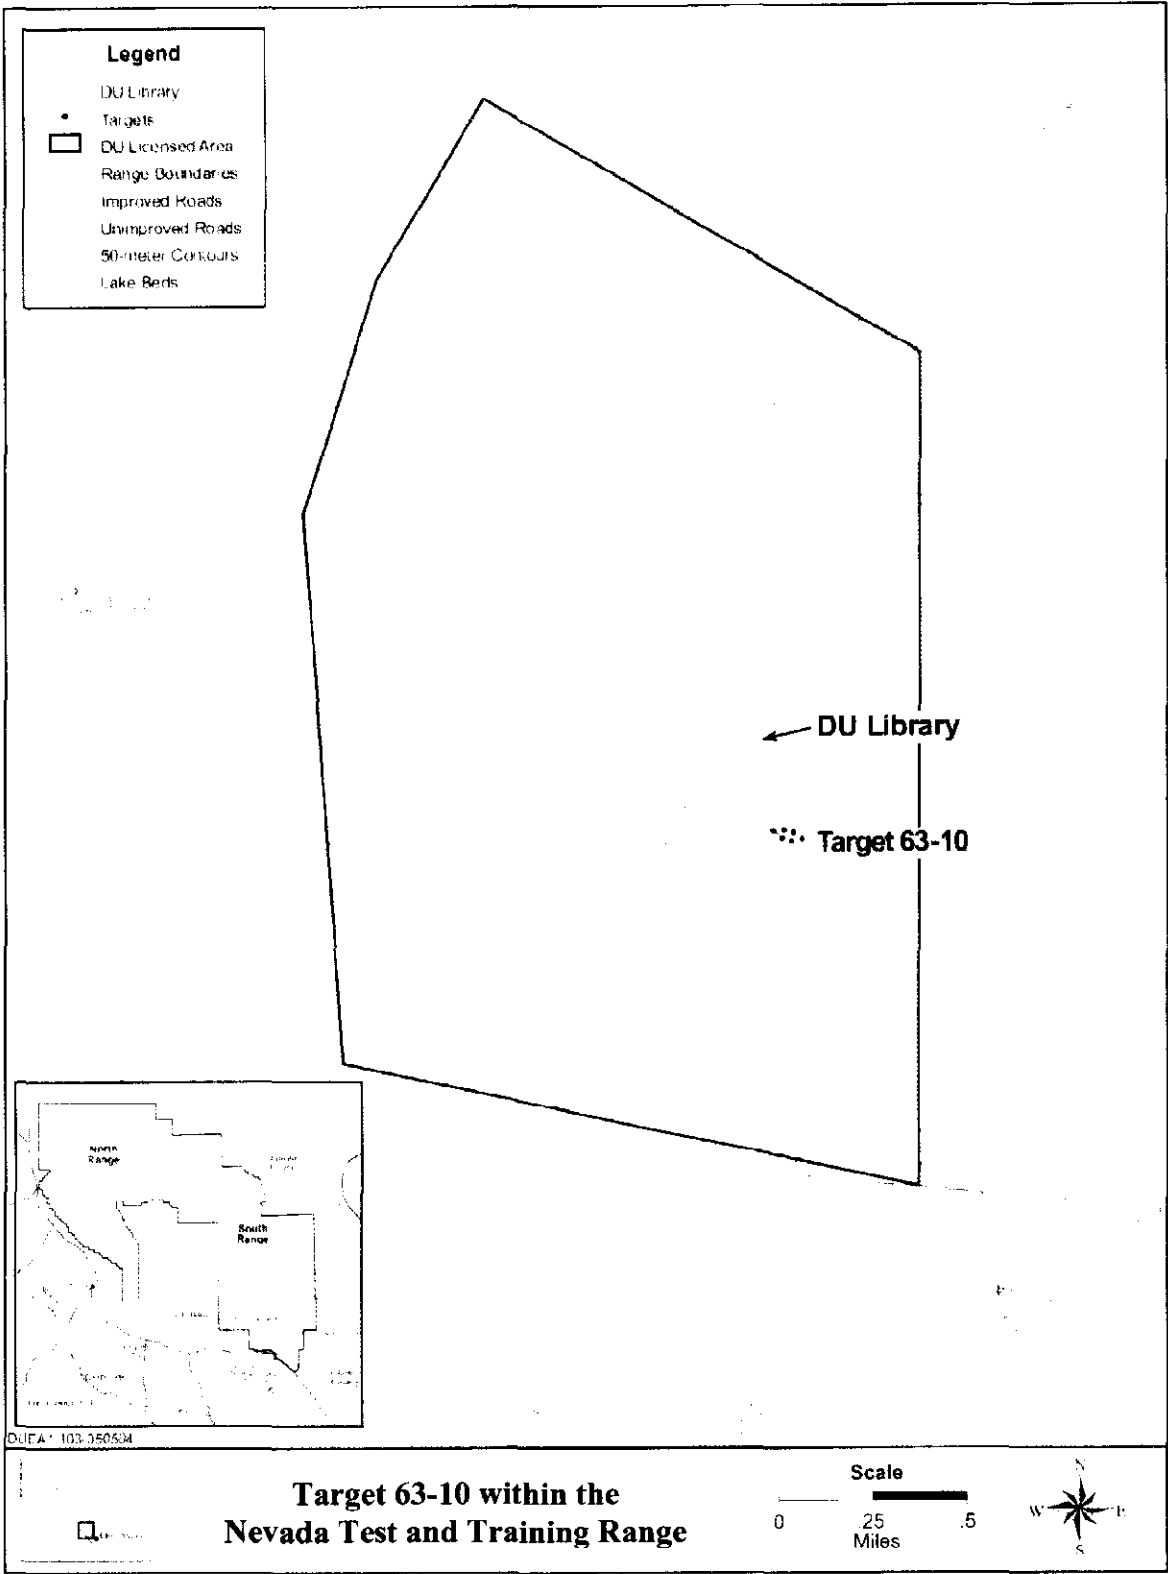 Legend
DU Library
Targets
DU Licensed Area
Range Boundaries
Improved Roads
Unimproved Roads
50-meter Contours
Lake Beds
DU Library
Target 63-10
North
Range
South
Range
Target 63-10 within the
Nevada Test and Training Range
Scale
0 .25 .5
Miles
N
W E
S